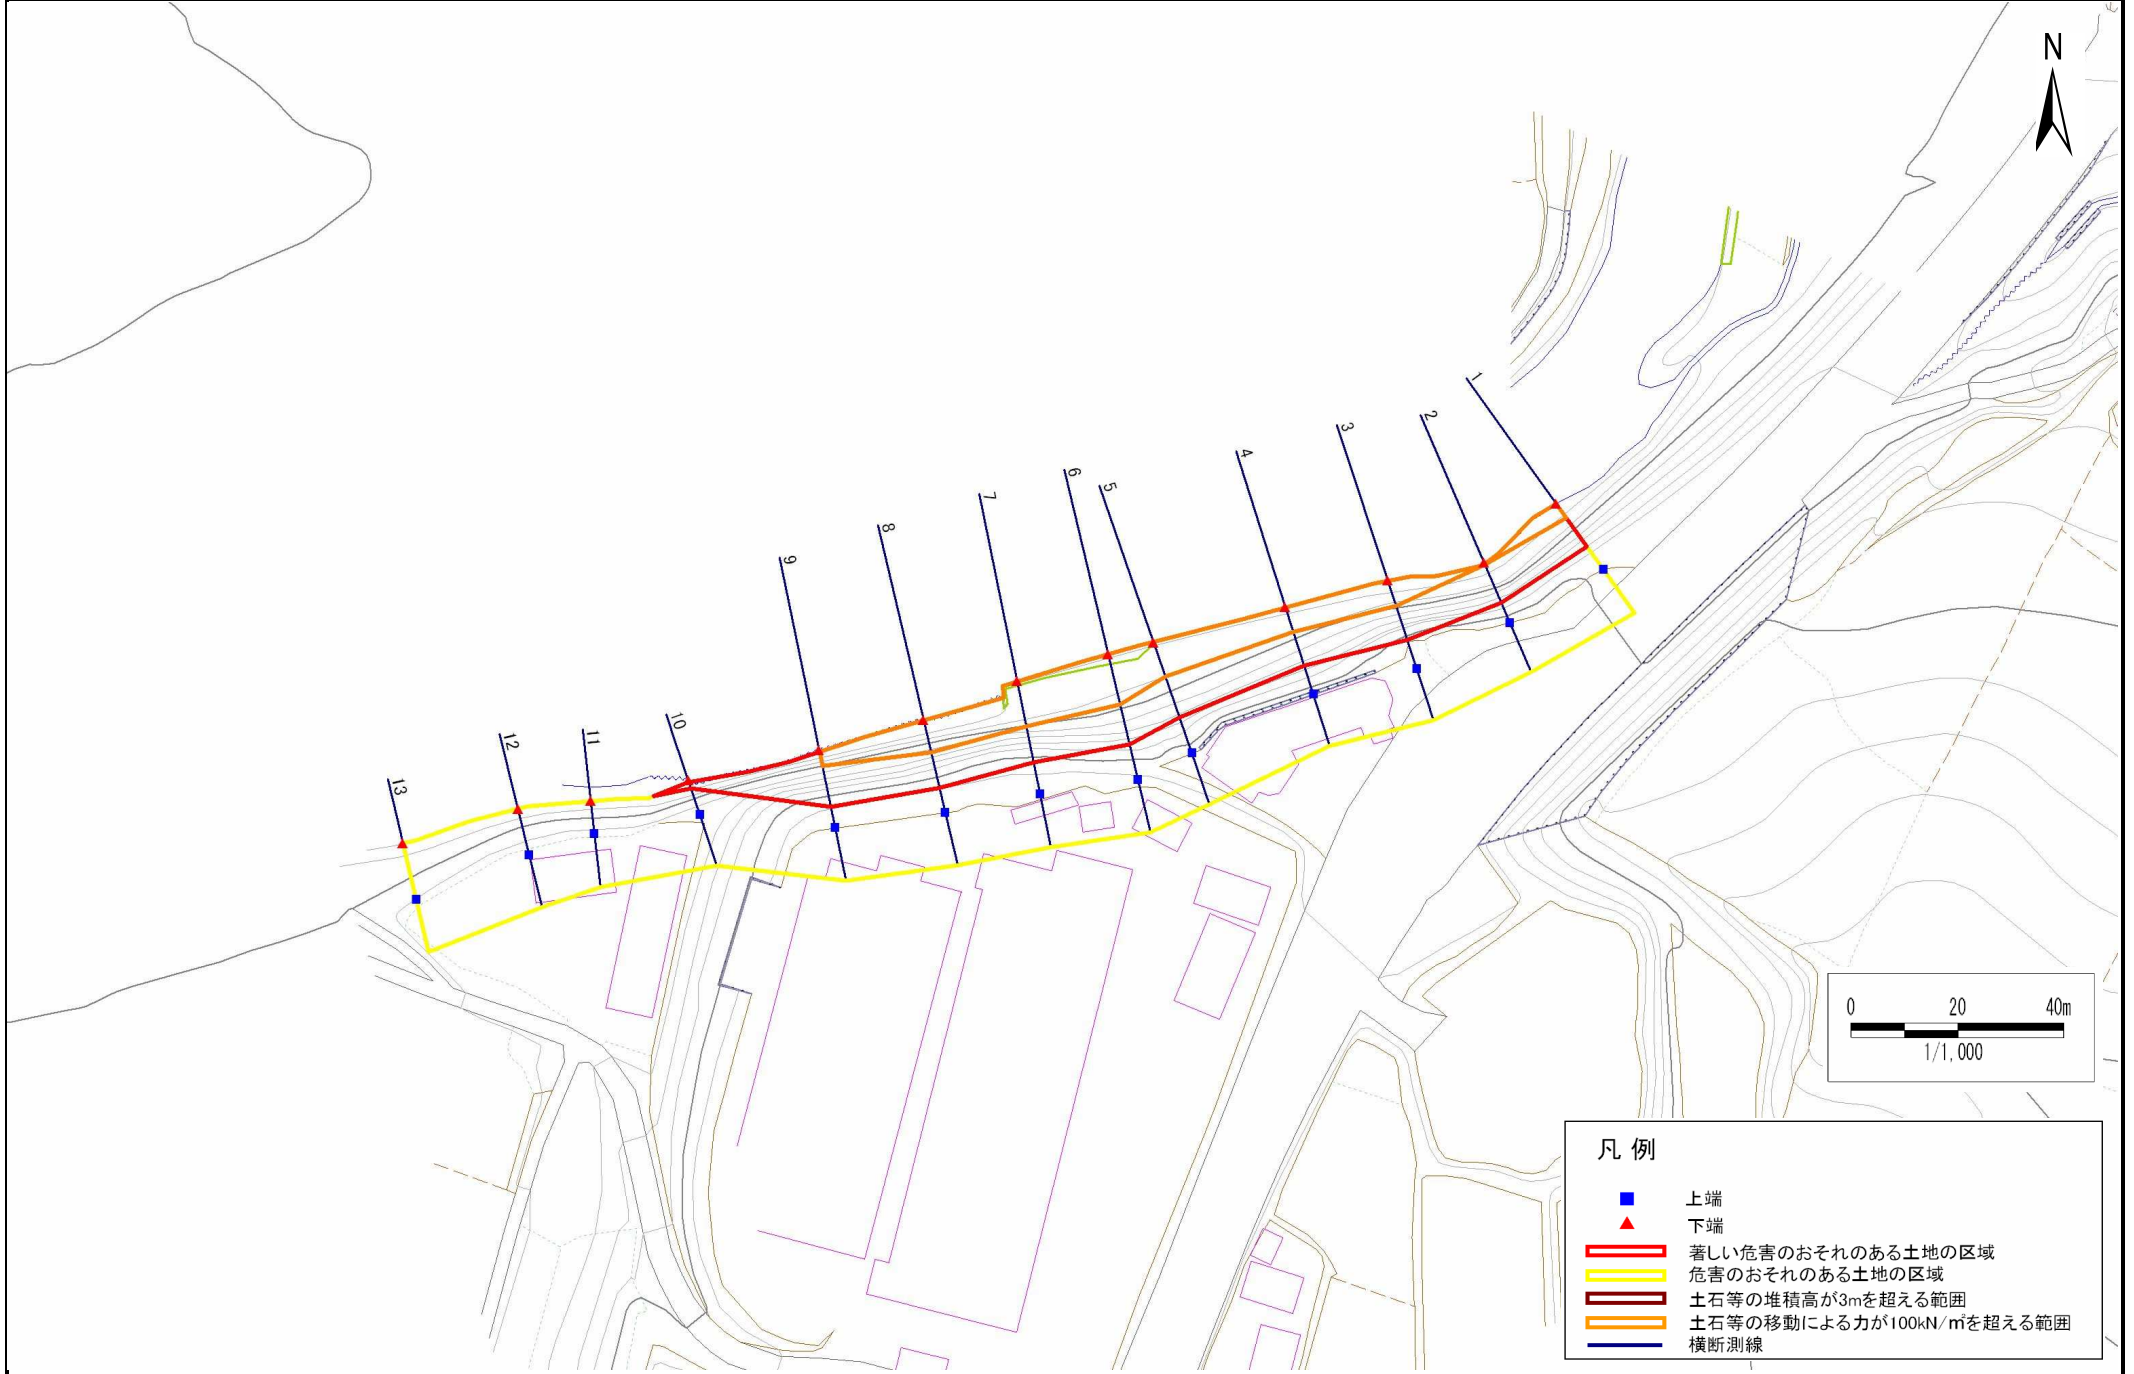 N
1
2
3
4
5
6
7
8
9
10
11
12
13
0 20 40m
1/1,000
凡例
上端
下端
著しい危害のおそれのある土地の区域
危害のおそれのある土地の区域
土石等の堆積高が3mを超える範囲
土石等の移動による力が100kN/㎡を超える範囲
横断測線